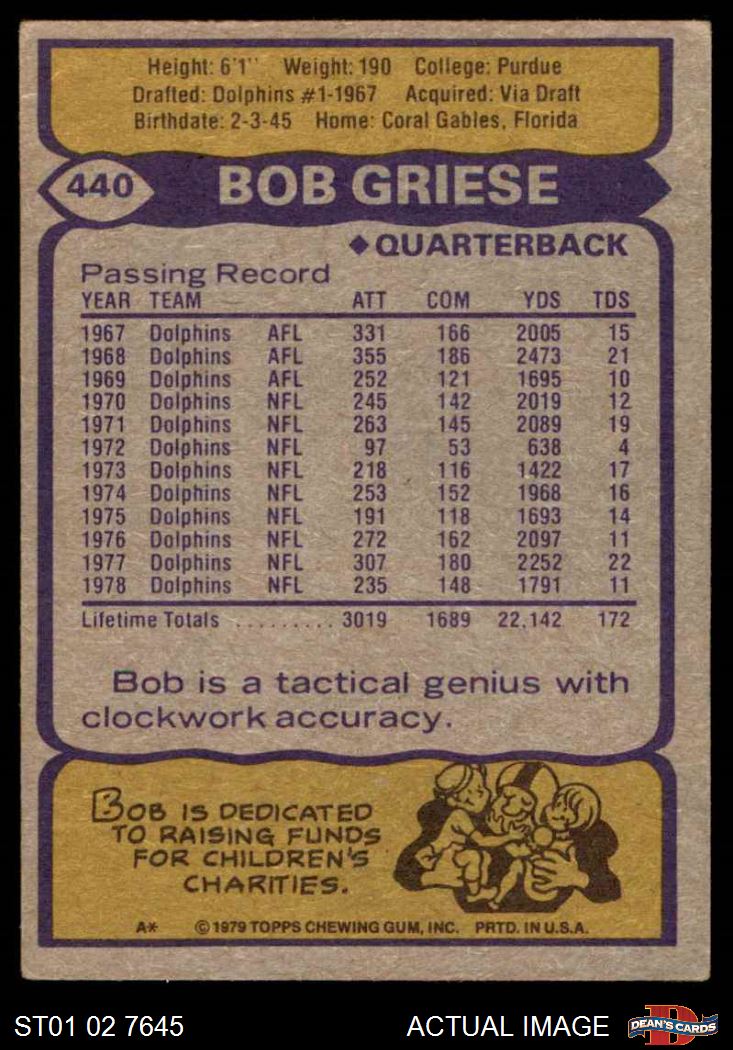 Height: 6'1" Weight: 190 College: Purdue
Drafted: Dolphins #1-1967 Acquired: Via Draft
Birthdate: 2-3-45 Home: Coral Gables, Florida
440 BOB GRIESE
◆QUARTERBACK
Passing Record
YEAR TEAM ATT COM YDS TDS
1967 Dolphins AFL 331 166 2005 15
1968 Dolphins AFL 355 186 2473 21
1969 Dolphins AFL 252 121 1695 10
1970 Dolphins NFL 245 142 2019 12
1971 Dolphins NFL 263 145 2089 19
1972 Dolphins NFL 97 53 638 4
1973 Dolphins NFL 218 116 1422 17
1974 Dolphins NFL 253 152 1968 16
1975 Dolphins NFL 191 118 1693 14
1976 Dolphins NFL 272 162 2097 11
1977 Dolphins NFL 307 180 2252 22
1978 Dolphins NFL 235 148 1791 11
Lifetime Totals .......... 3019 1689 22,142 172
Bob is a tactical genius with
clockwork accuracy.
BOB IS DEDICATED
TO RAISING FUNDS
FOR CHILDREN'S
CHARITIES.
A* © 1979 TOPPS CHEWING GUM, INC. PRTD. IN U.S.A.
ST01 02 7645 ACTUAL IMAGE D DEAN'S CARDS